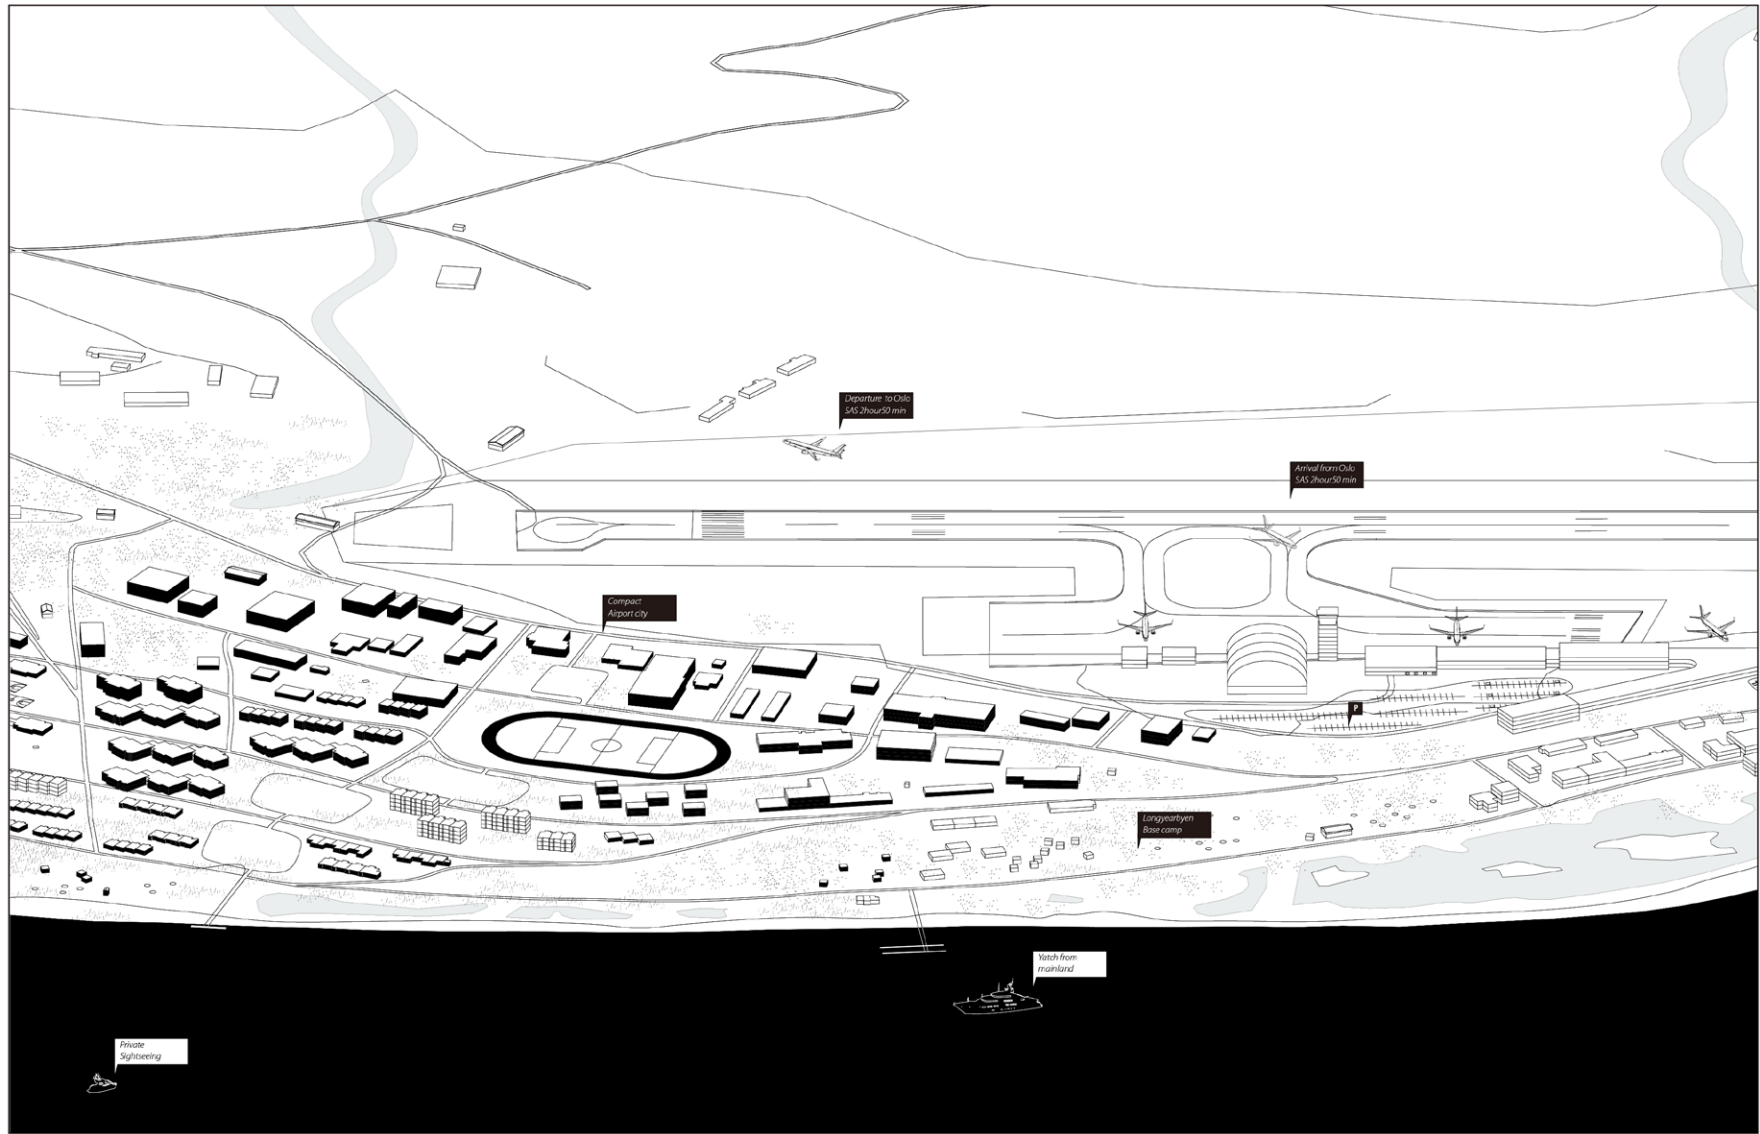 Departure to Oslo
SAS 2hour50 min
Arrival from Oslo
SAS 2hour50 min
Compact
Airport city
P
Longyearbyen
Base camp
Yatch from
mainland
Private
Sightseeing